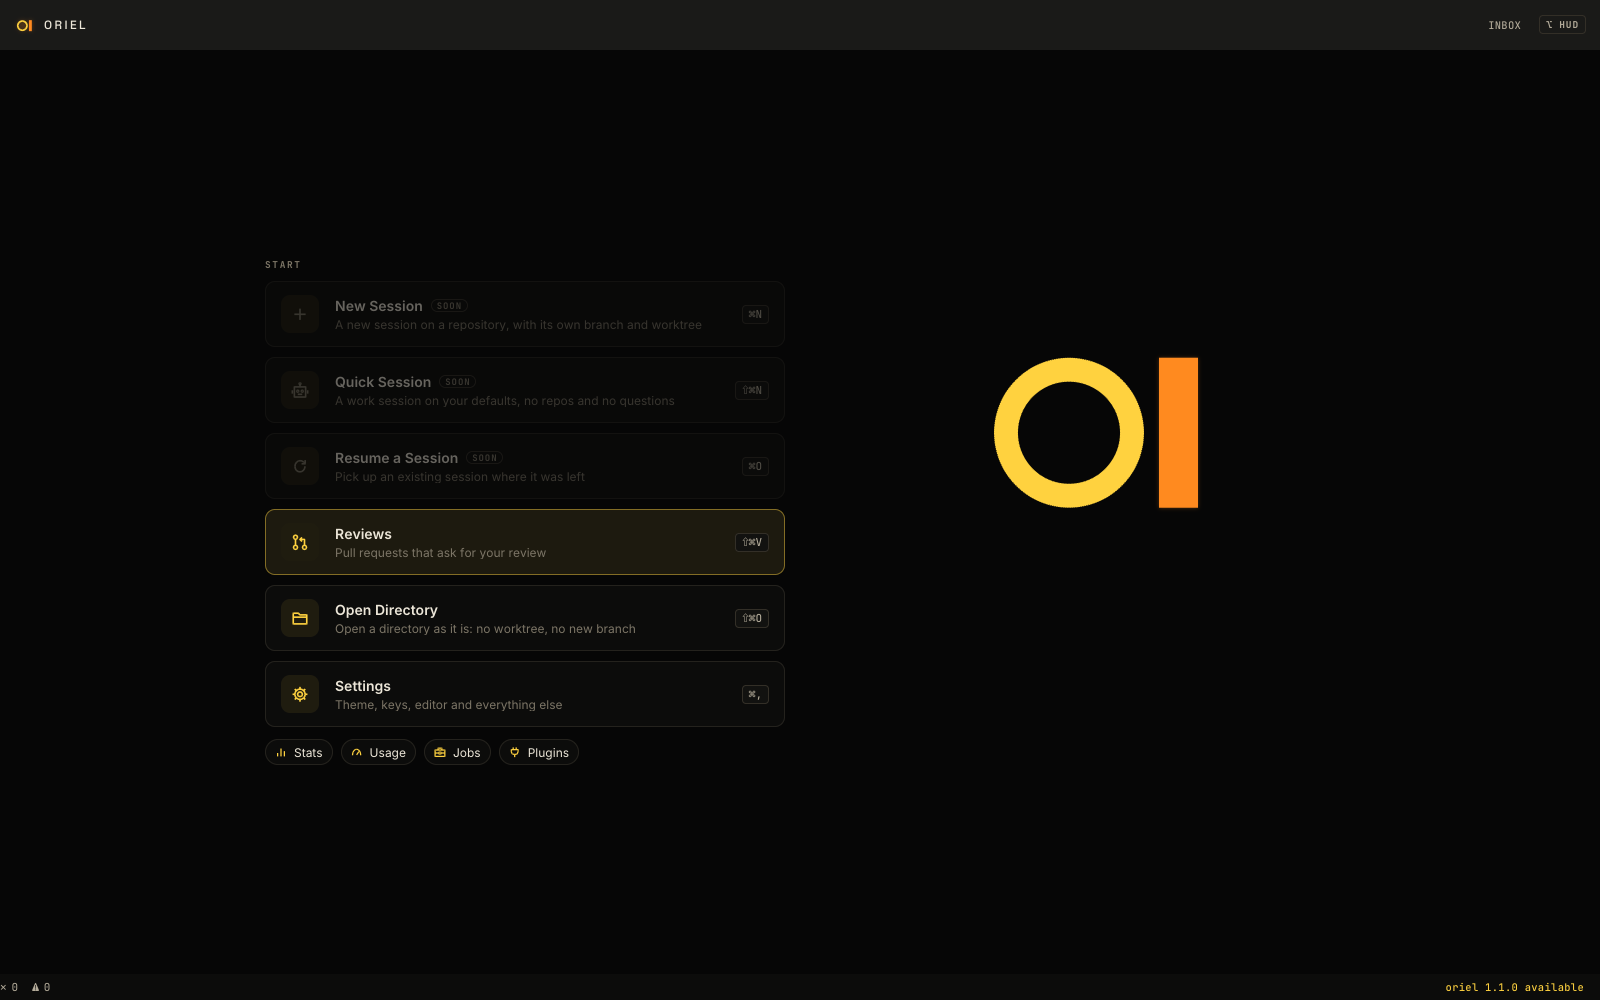 ORIEL
INBOX
⌥ HUD
START
New Session SOON
A new session on a repository, with its own branch and worktree
⌘N
Quick Session SOON
A work session on your defaults, no repos and no questions
⇧⌘N
Resume a Session SOON
Pick up an existing session where it was left
⌘O
Reviews
Pull requests that ask for your review
⇧⌘V
Open Directory
Open a directory as it is: no worktree, no new branch
⇧⌘O
Settings
Theme, keys, editor and everything else
⌘,
Stats
Usage
Jobs
Plugins
× 0 ▲ 0
oriel 1.1.0 available